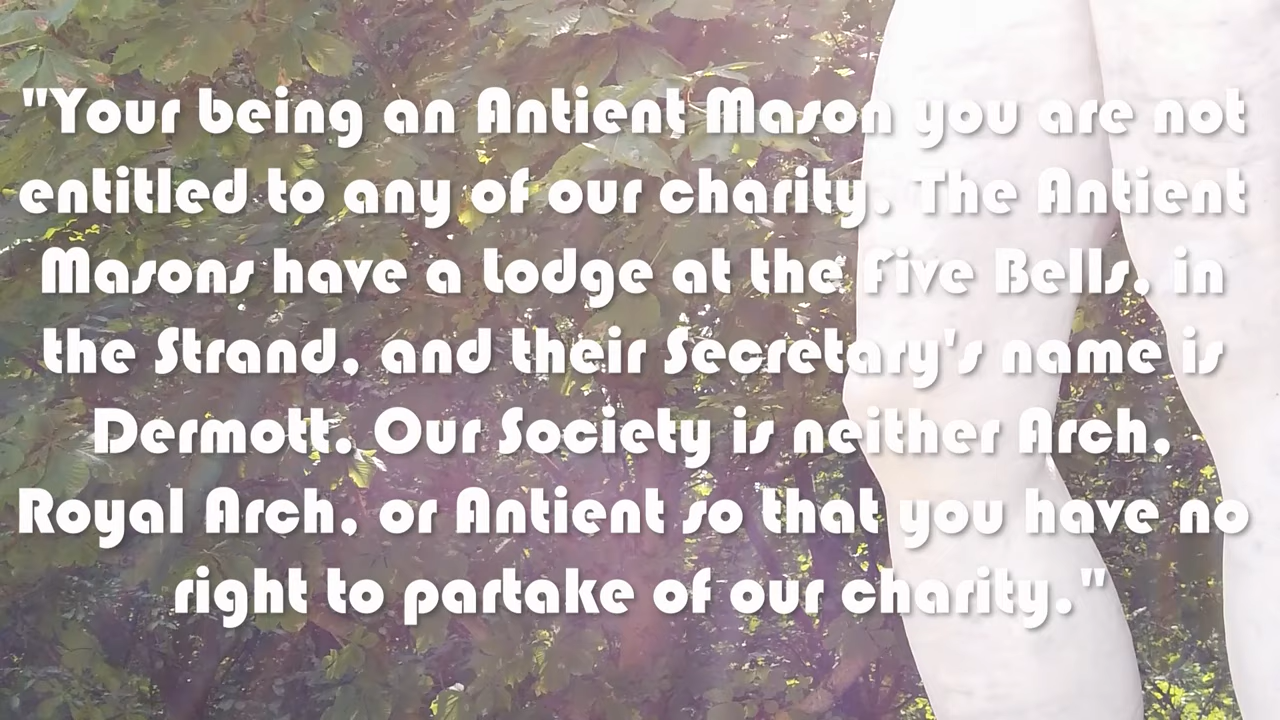 "Your being an Antient Mason you are not
entitled to any of our charity. The Antient
Masons have a Lodge at the Five Bells, in
the Strand, and their Secretary's name is
Dermott. Our Society is neither Arch,
Royal Arch, or Antient so that you have no
right to partake of our charity."